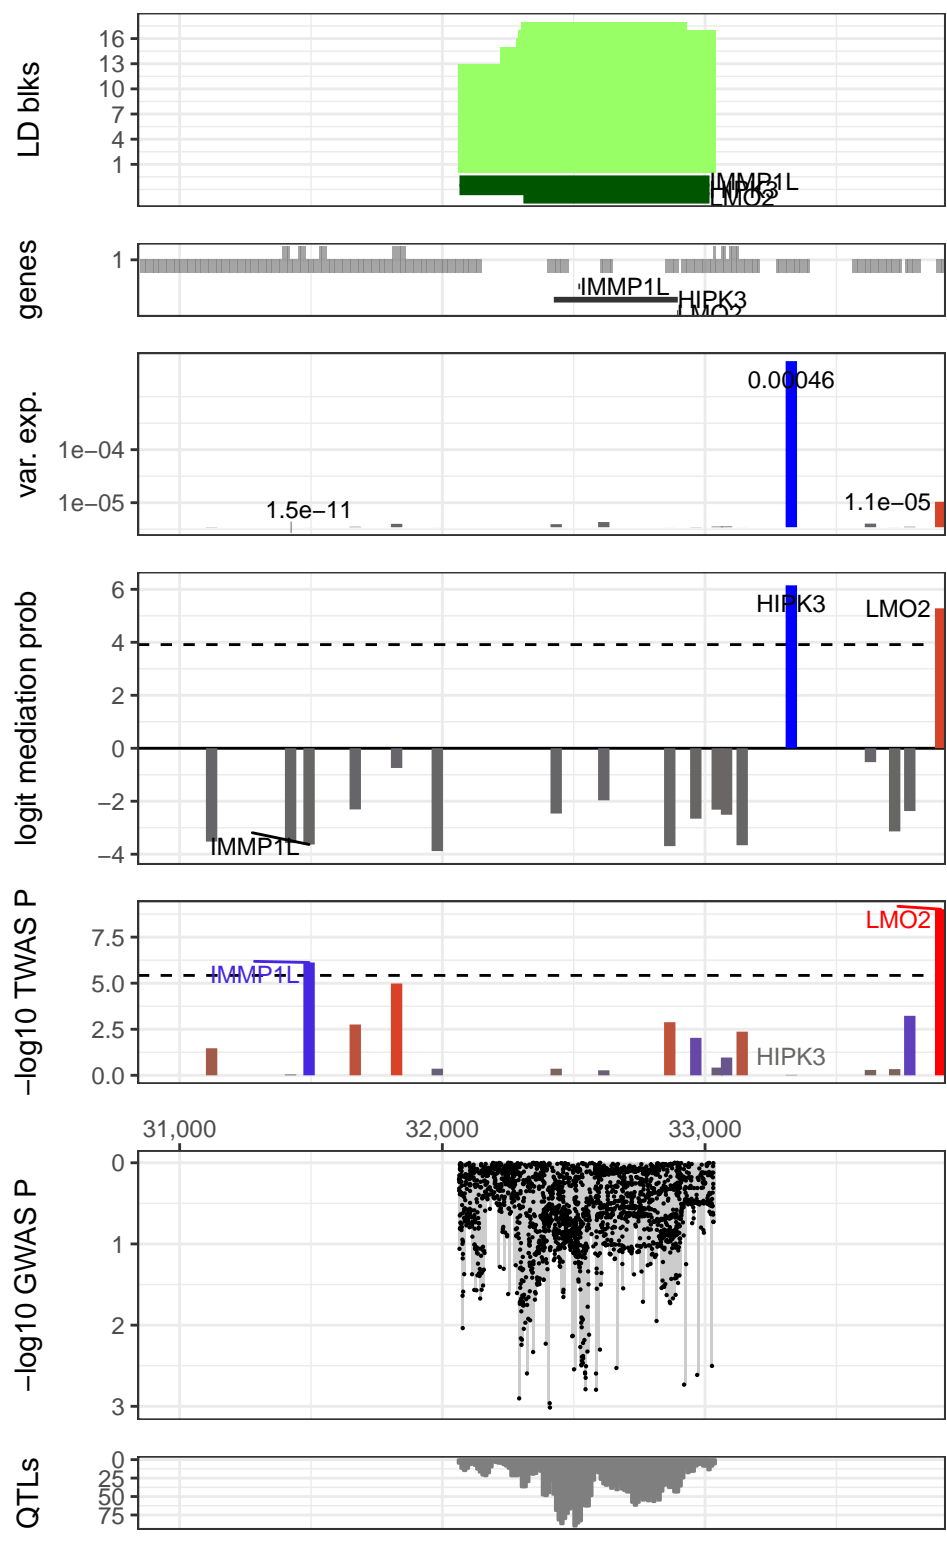 LD blks
16
13
10
7
4
1
IMMP1L
HIPK3
LMO2
genes
1
IMMP1L
HIPK3
LMO2
var. exp.
1e−04
1e−05
1.5e−11
0.00046
1.1e−05
logit mediation prob
6
4
2
0
−2
−4
HIPK3
LMO2
IMMP1L
−log10 TWAS P
7.5
5.0
2.5
0.0
LMO2
IMMP1L
HIPK3
31,000 32,000 33,000
−log10 GWAS P
0
1
2
3
QTLs
0
25
50
75